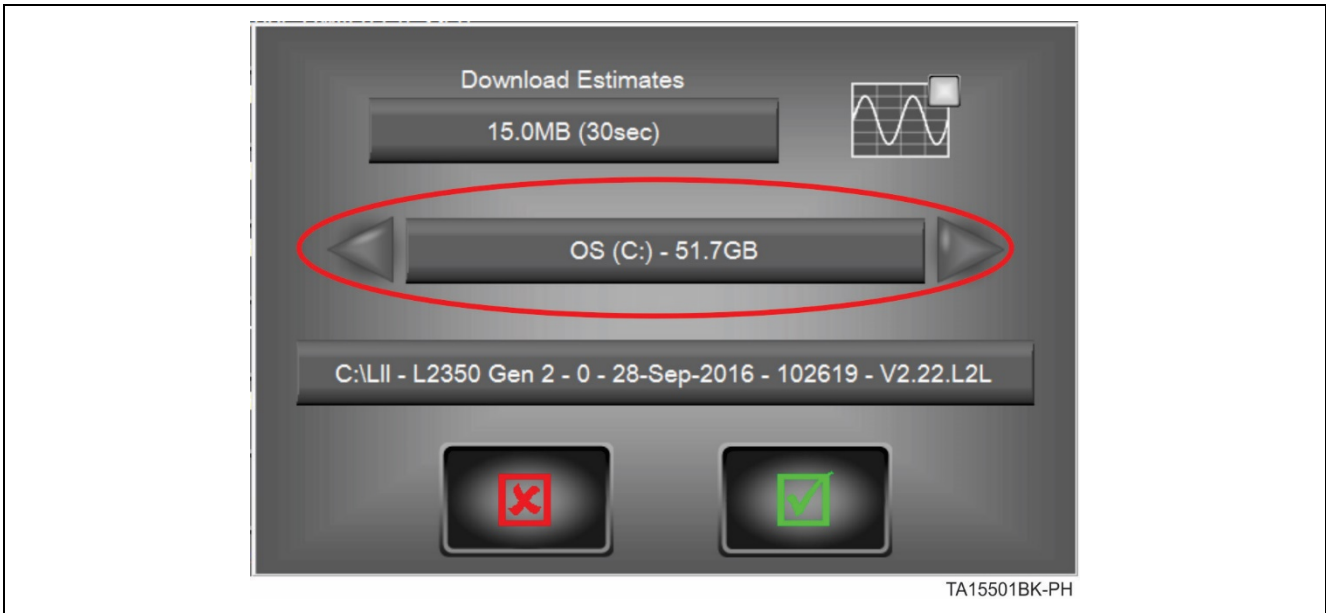 Download Estimates
15.0MB (30sec)
OS (C:) - 51.7GB
C:\LII - L2350 Gen 2 - 0 - 28-Sep-2016 - 102619 - V2.22.L2L
TA15501BK-PH